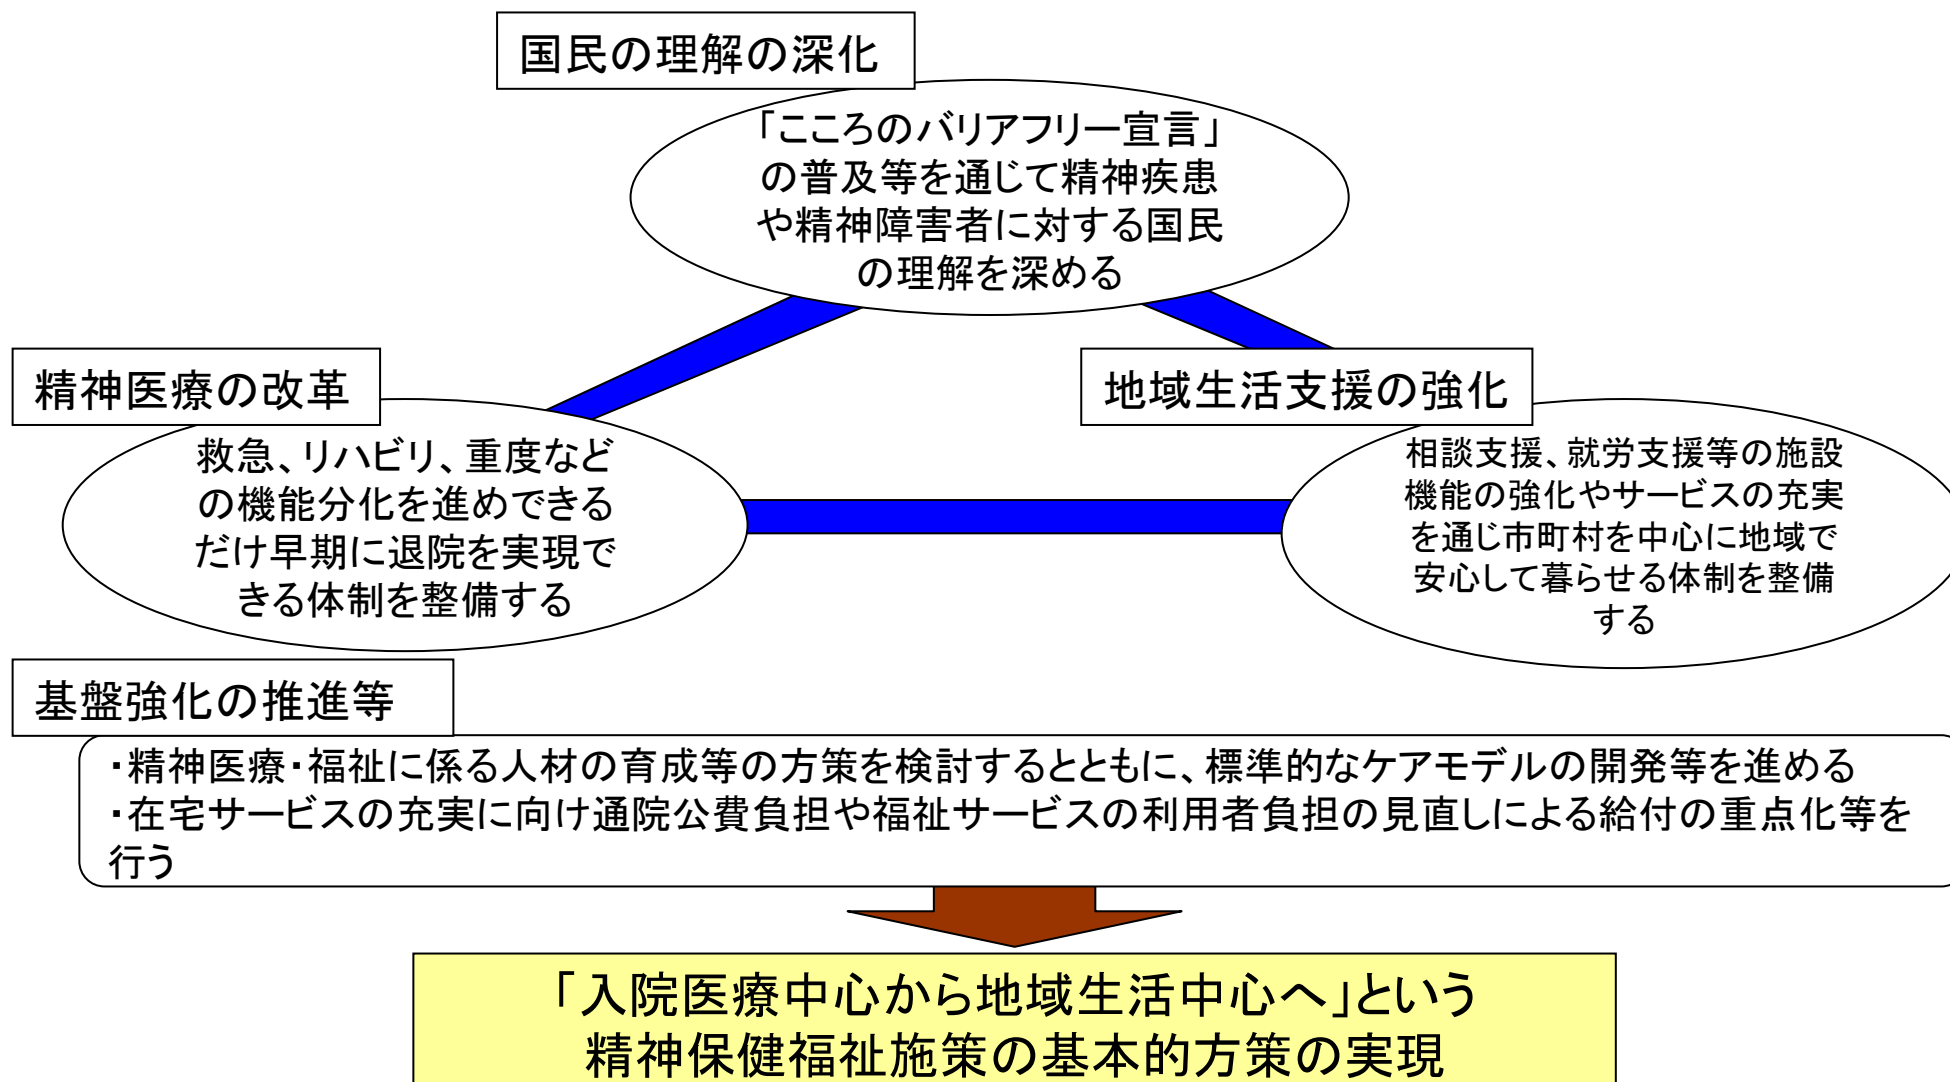 国民の理解の深化
「こころのバリアフリー宣言」
の普及等を通じて精神疾患
や精神障害者に対する国民
の理解を深める
精神医療の改革
救急、リハビリ、重度など
の機能分化を進めできる
だけ早期に退院を実現で
きる体制を整備する
地域生活支援の強化
相談支援、就労支援等の施設
機能の強化やサービスの充実
を通じ市町村を中心に地域で
安心して暮らせる体制を整備
する
基盤強化の推進等
・精神医療・福祉に係る人材の育成等の方策を検討するとともに、標準的なケアモデルの開発等を進める
・在宅サービスの充実に向け通院公費負担や福祉サービスの利用者負担の見直しによる給付の重点化等を
行う
「入院医療中心から地域生活中心へ」という
精神保健福祉施策の基本的方策の実現